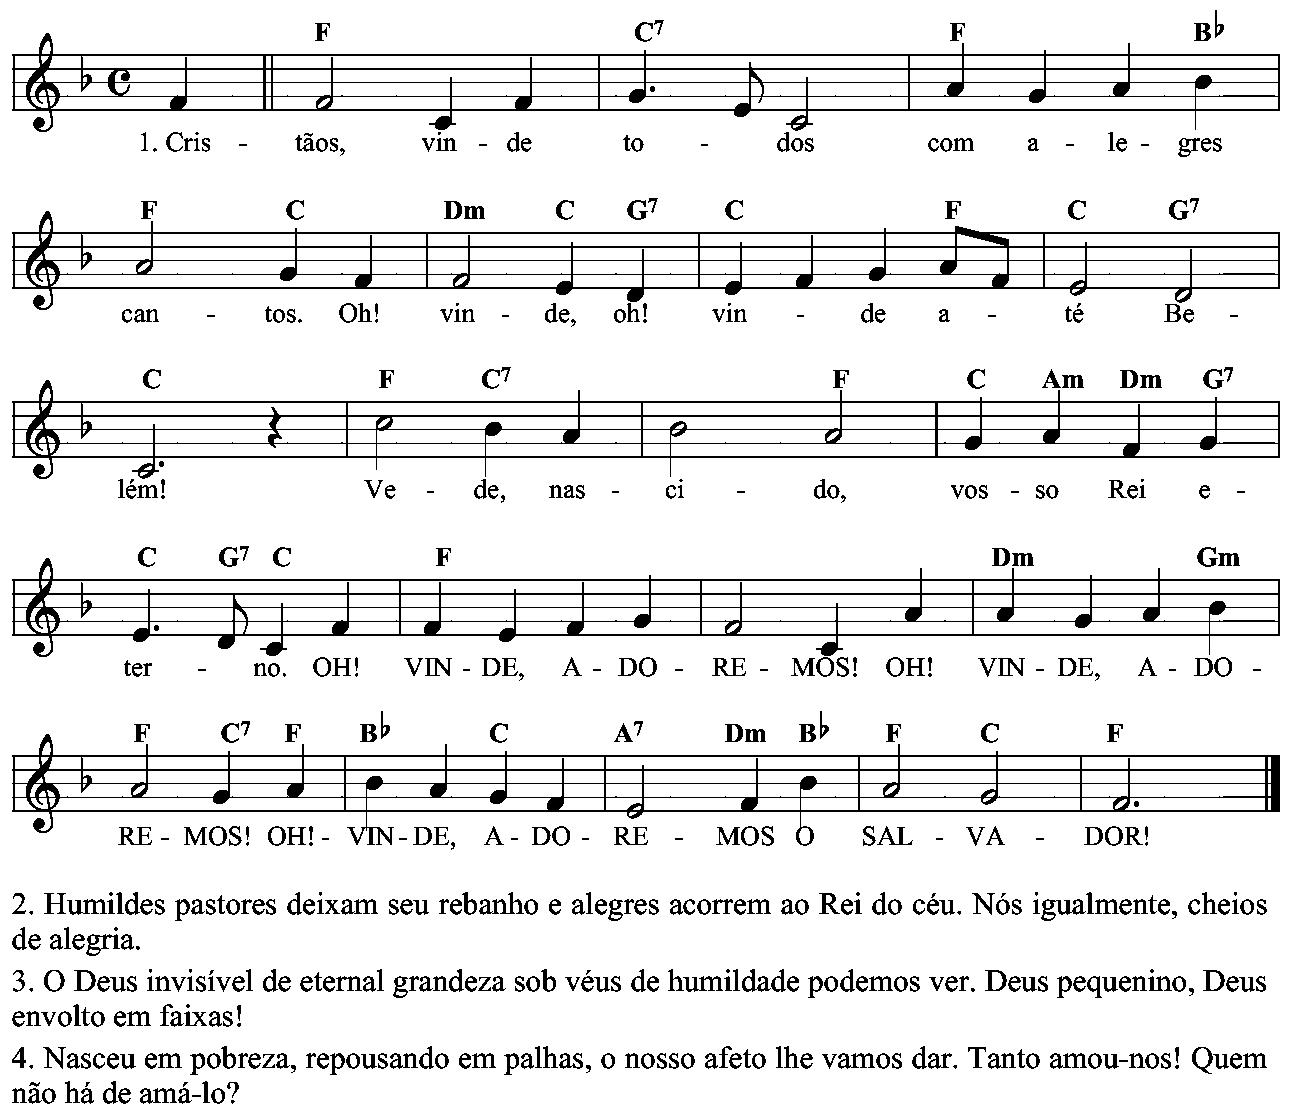 F C7 F B♭
1. Cris - tãos, vin - de to - dos com a - le - gres
F C Dm C G7 C F C G7
can - tos. Oh! vin - de, oh! vin - de a - té Be -
C F C7 F C Am Dm G7
lém! Ve - de, nas - ci - do, vos - so Rei e -
C G7 C F Dm Gm
ter - no. OH! VIN - DE, A - DO - RE - MOS! OH! VIN - DE, A - DO -
F C7 F B♭ C A7 Dm B♭ F C F
RE - MOS! OH! - VIN - DE, A - DO - RE - MOS O SAL - VA - DOR!
2. Humildes pastores deixam seu rebanho e alegres acorrem ao Rei do céu. Nós igualmente, cheios
de alegria.
3. O Deus invisível de eternal grandeza sob véus de humildade podemos ver. Deus pequenino, Deus
envolto em faixas!
4. Nasceu em pobreza, repousando em palhas, o nosso afeto lhe vamos dar. Tanto amou-nos! Quem
não há de amá-lo?